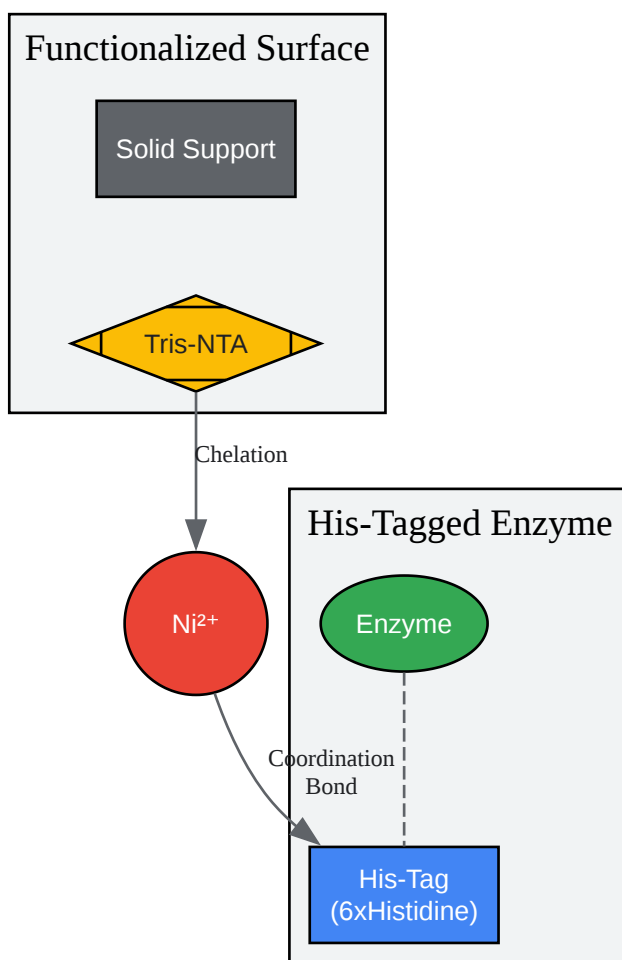 Functionalized Surface
Solid Support
Tris-NTA
Chelation
His-Tagged Enzyme
Ni²⁺
Enzyme
Coordination
Bond
His-Tag
(6xHistidine)